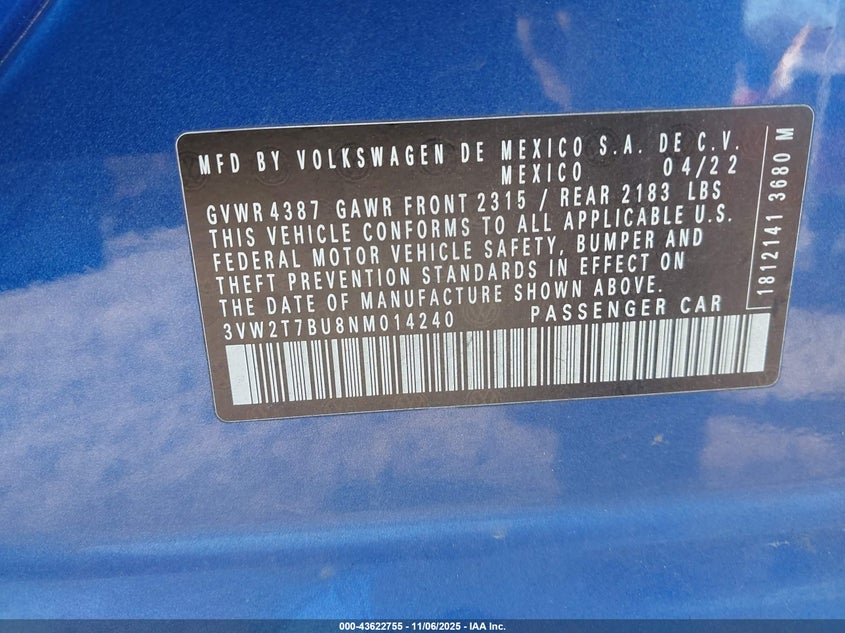 MFD BY VOLKSWAGEN DE MEXICO S.A. DE C.V.
MEXICO 04/22
GVWR 4387 GAWR FRONT 2315 / REAR 2183 LBS
THIS VEHICLE CONFORMS TO ALL APPLICABLE U.S.
FEDERAL MOTOR VEHICLE SAFETY, BUMPER AND
THEFT PREVENTION STANDARDS IN EFFECT ON
THE DATE OF MANUFACTURE SHOWN ABOVE.
3VW2T7BU8NM014240 PASSENGER CAR
1812141 3680 M
000-43622755 - 11/06/2025 - IAA Inc.